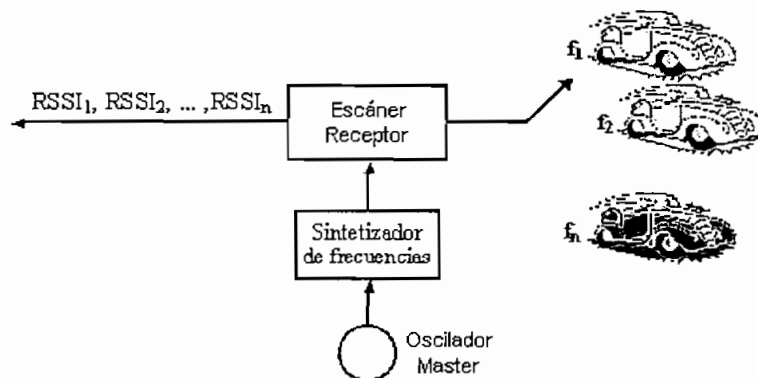 f₁
RSSI₁, RSSI₂, ... ,RSSIₙ
Escáner
Receptor
f₂
Sintetizador
de frecuencias
fₙ
Oscilador
Master